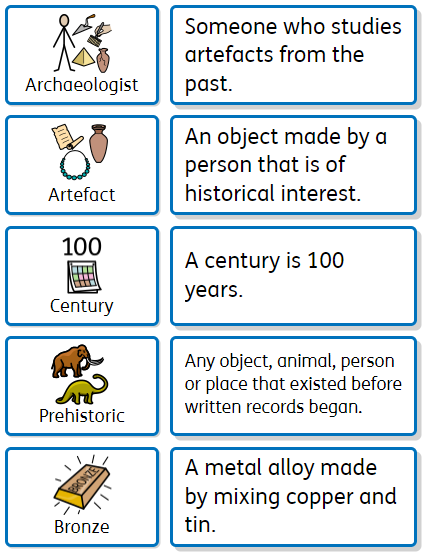 Archaeologist
Someone who studies
artefacts from the
past.
Artefact
An object made by a
person that is of
historical interest.
100
Century
A century is 100
years.
Prehistoric
Any object, animal, person
or place that existed before
written records began.
BRONZE
Bronze
A metal alloy made
by mixing copper and
tin.